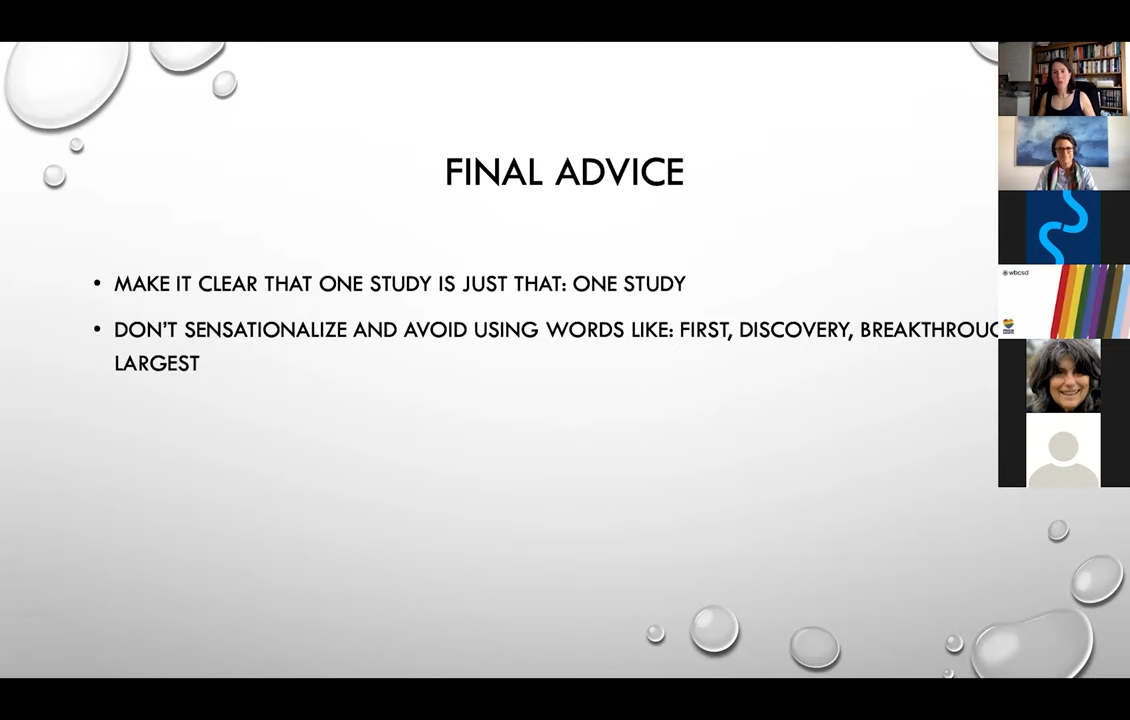 FINAL ADVICE
• MAKE IT CLEAR THAT ONE STUDY IS JUST THAT: ONE STUDY
• DON'T SENSATIONALIZE AND AVOID USING WORDS LIKE: FIRST, DISCOVERY,
LARGEST
wbcsd